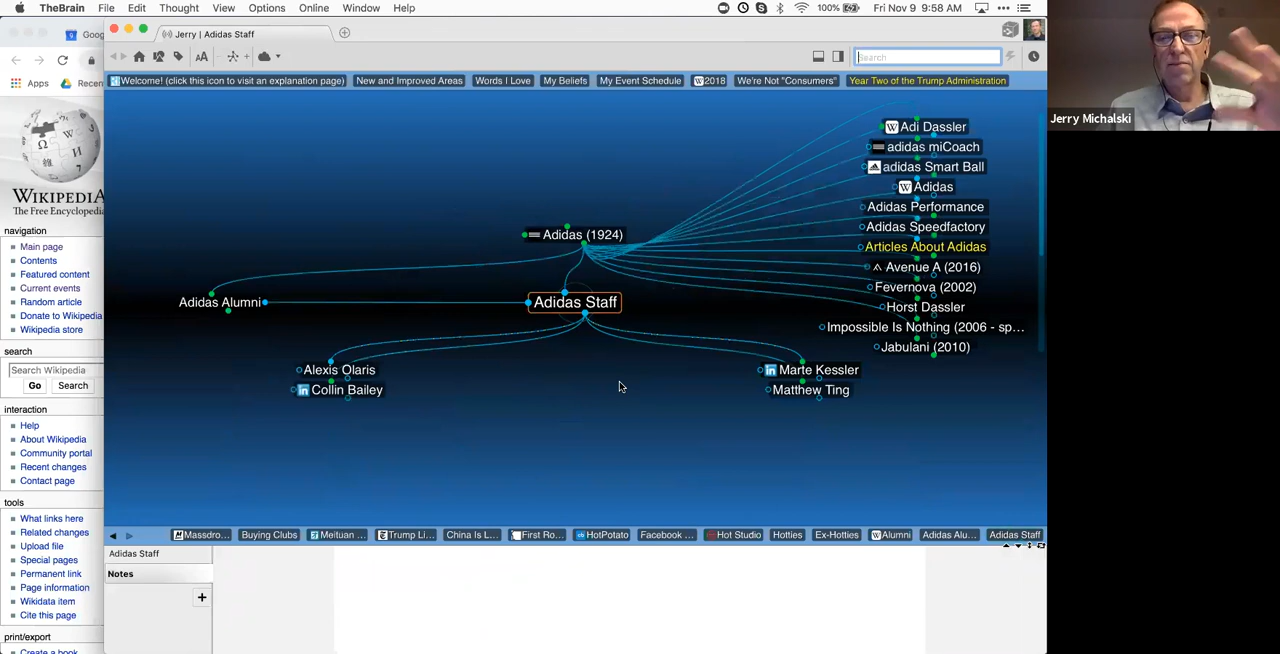 TheBrain File Edit Thought View Options Online Window Help 100% Fri Nov 9 9:58 AM
Goog
Jerry | Adidas Staff
AA
Search
Apps Recen
Welcome! (click this icon to visit an explanation page) New and Improved Areas Words I Love My Beliefs My Event Schedule W 2018 We're Not "Consumers" Year Two of the Trump Administration
Jerry Michalski
WIKIPEDIA
The Free Encyclopedia
navigation
Main page
Contents
Featured content
Current events
Random article
Donate to Wikipedia
Wikipedia store
search
Search Wikipedia
Go Search
interaction
Help
About Wikipedia
Community portal
Recent changes
Contact page
tools
What links here
Related changes
Upload file
Special pages
Permanent link
Page information
Wikidata item
Cite this page
print/export
Create a book
W Adi Dassler
adidas miCoach
adidas Smart Ball
W Adidas
Adidas Performance
Adidas Speedfactory
Articles About Adidas
Avenue A (2016)
Fevernova (2002)
Horst Dassler
Impossible Is Nothing (2006 - sp...
Jabulani (2010)
Adidas (1924)
Adidas Alumni
Adidas Staff
Alexis Olaris
in Collin Bailey
in Marte Kessler
Matthew Ting
Massdro... Buying Clubs Meituan ... Trump Li... China Is L... First Ro... HotPotato Facebook ... Hot Studio Hotties Ex-Hotties W Alumni Adidas Alu... Adidas Staff
Adidas Staff
Notes
+